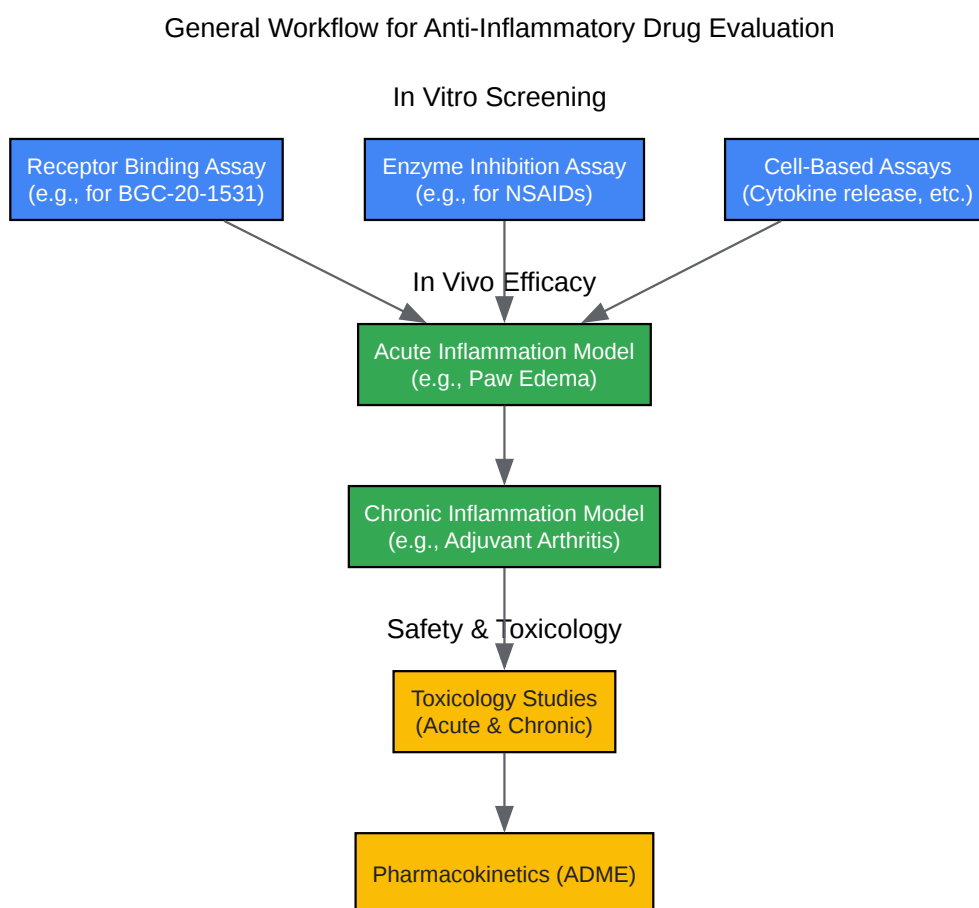 General Workflow for Anti-Inflammatory Drug Evaluation
In Vitro Screening
Receptor Binding Assay
(e.g., for BGC-20-1531)
Enzyme Inhibition Assay
(e.g., for NSAIDs)
Cell-Based Assays
(Cytokine release, etc.)
In Vivo Efficacy
Acute Inflammation Model
(e.g., Paw Edema)
Chronic Inflammation Model
(e.g., Adjuvant Arthritis)
Safety & Toxicology
Toxicology Studies
(Acute & Chronic)
Pharmacokinetics (ADME)